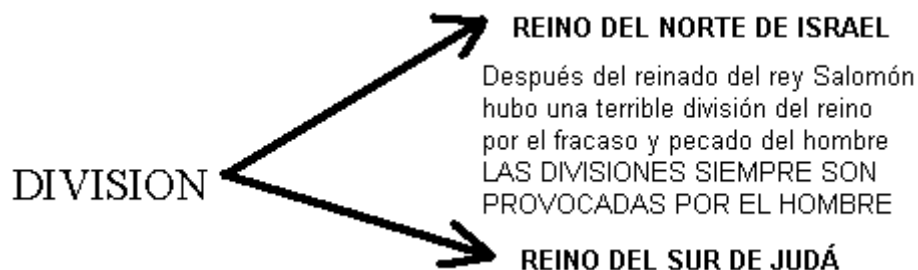 REINO DEL NORTE DE ISRAEL
Después del reinado del rey Salomón
hubo una terrible división del reino
por el fracaso y pecado del hombre
LAS DIVISIONES SIEMPRE SON
PROVOCADAS POR EL HOMBRE
DIVISION
REINO DEL SUR DE JUDÁ